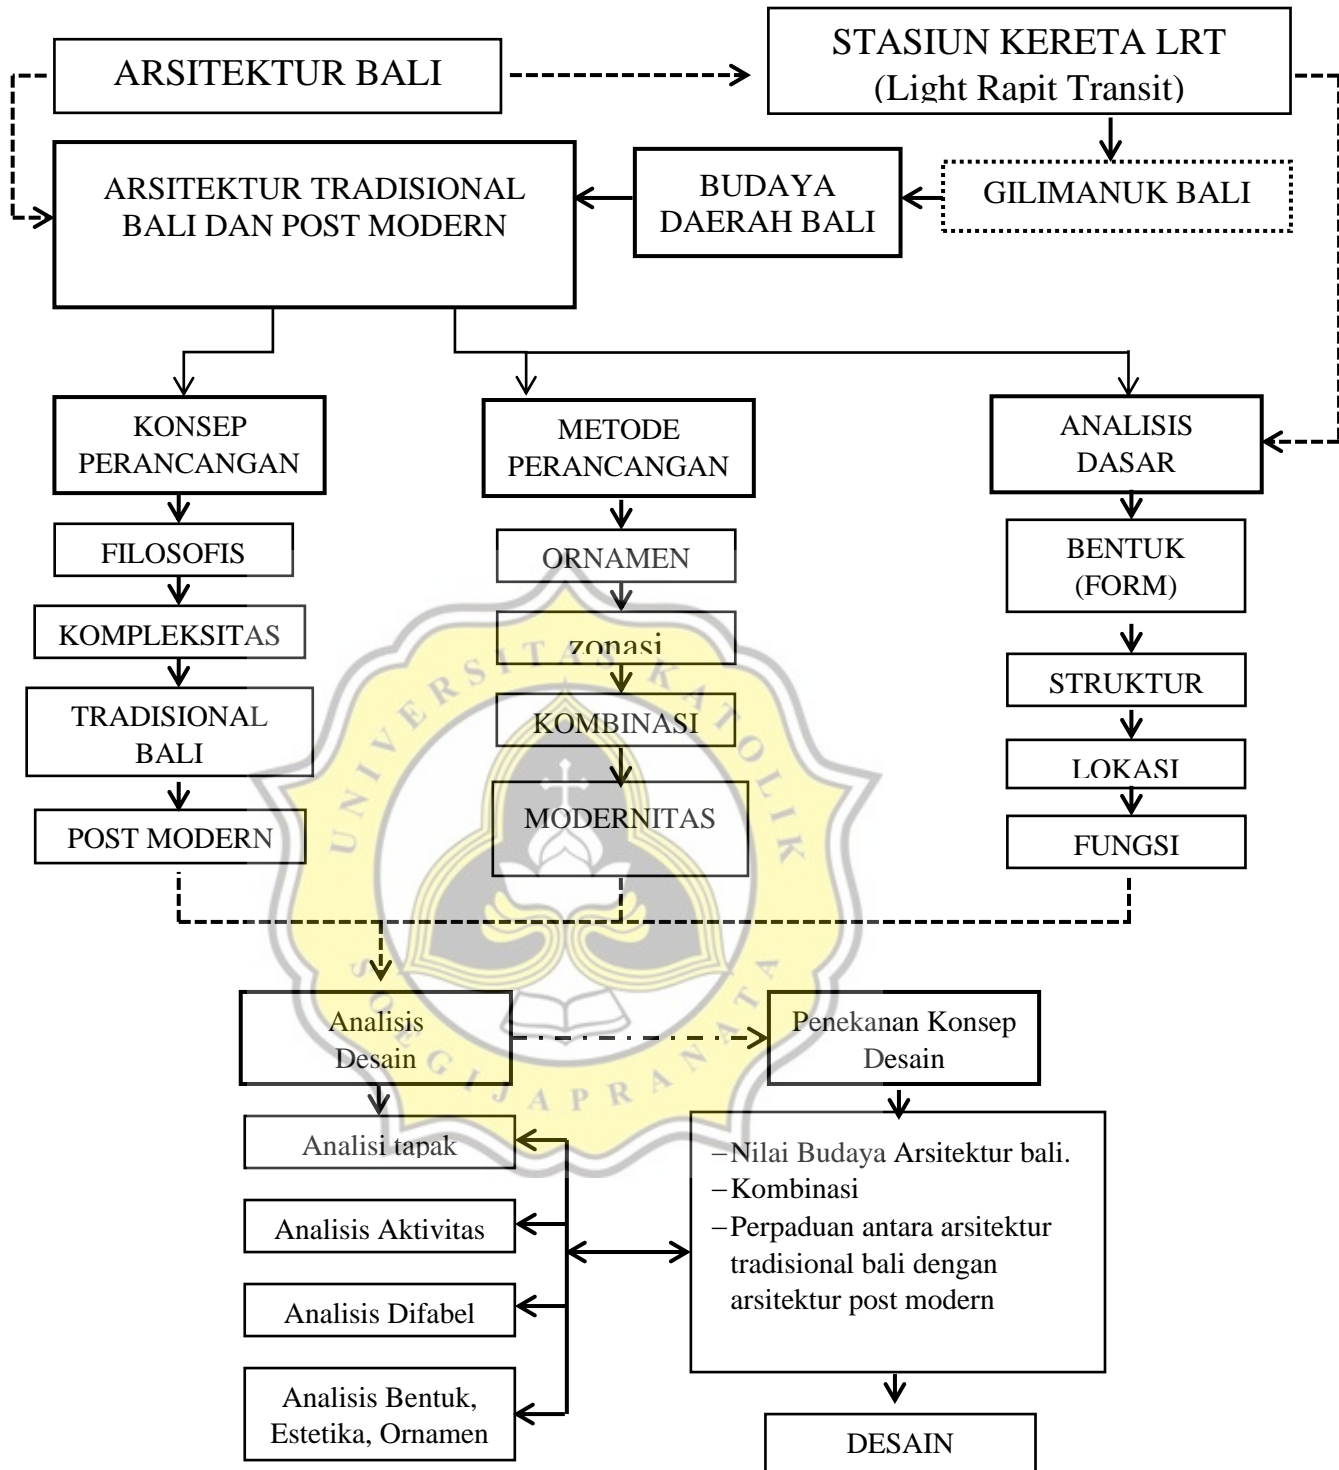 ARSITEKTUR BALI
STASIUN KERETA LRT
(Light Rapit Transit)
ARSITEKTUR TRADISIONAL
BALI DAN POST MODERN
BUDAYA
DAERAH BALI
GILIMANUK BALI
KONSEP
PERANCANGAN
METODE
PERANCANGAN
ANALISIS
DASAR
FILOSOFIS
ORNAMEN
BENTUK
(FORM)
KOMPLEKSITAS
zonasi
STRUKTUR
TRADISIONAL
BALI
KOMBINASI
LOKASI
POST MODERN
MODERNITAS
FUNGSI
UNIVERSITAS KATOLIK
SOEGIJAPRANATA
Analisis
Desain
Penekanan Konsep
Desain
Analisi tapak
Analisis Aktivitas
Analisis Difabel
Analisis Bentuk,
Estetika, Ornamen
–Nilai Budaya Arsitektur bali.
–Kombinasi
–Perpaduan antara arsitektur
tradisional bali dengan
arsitektur post modern
DESAIN